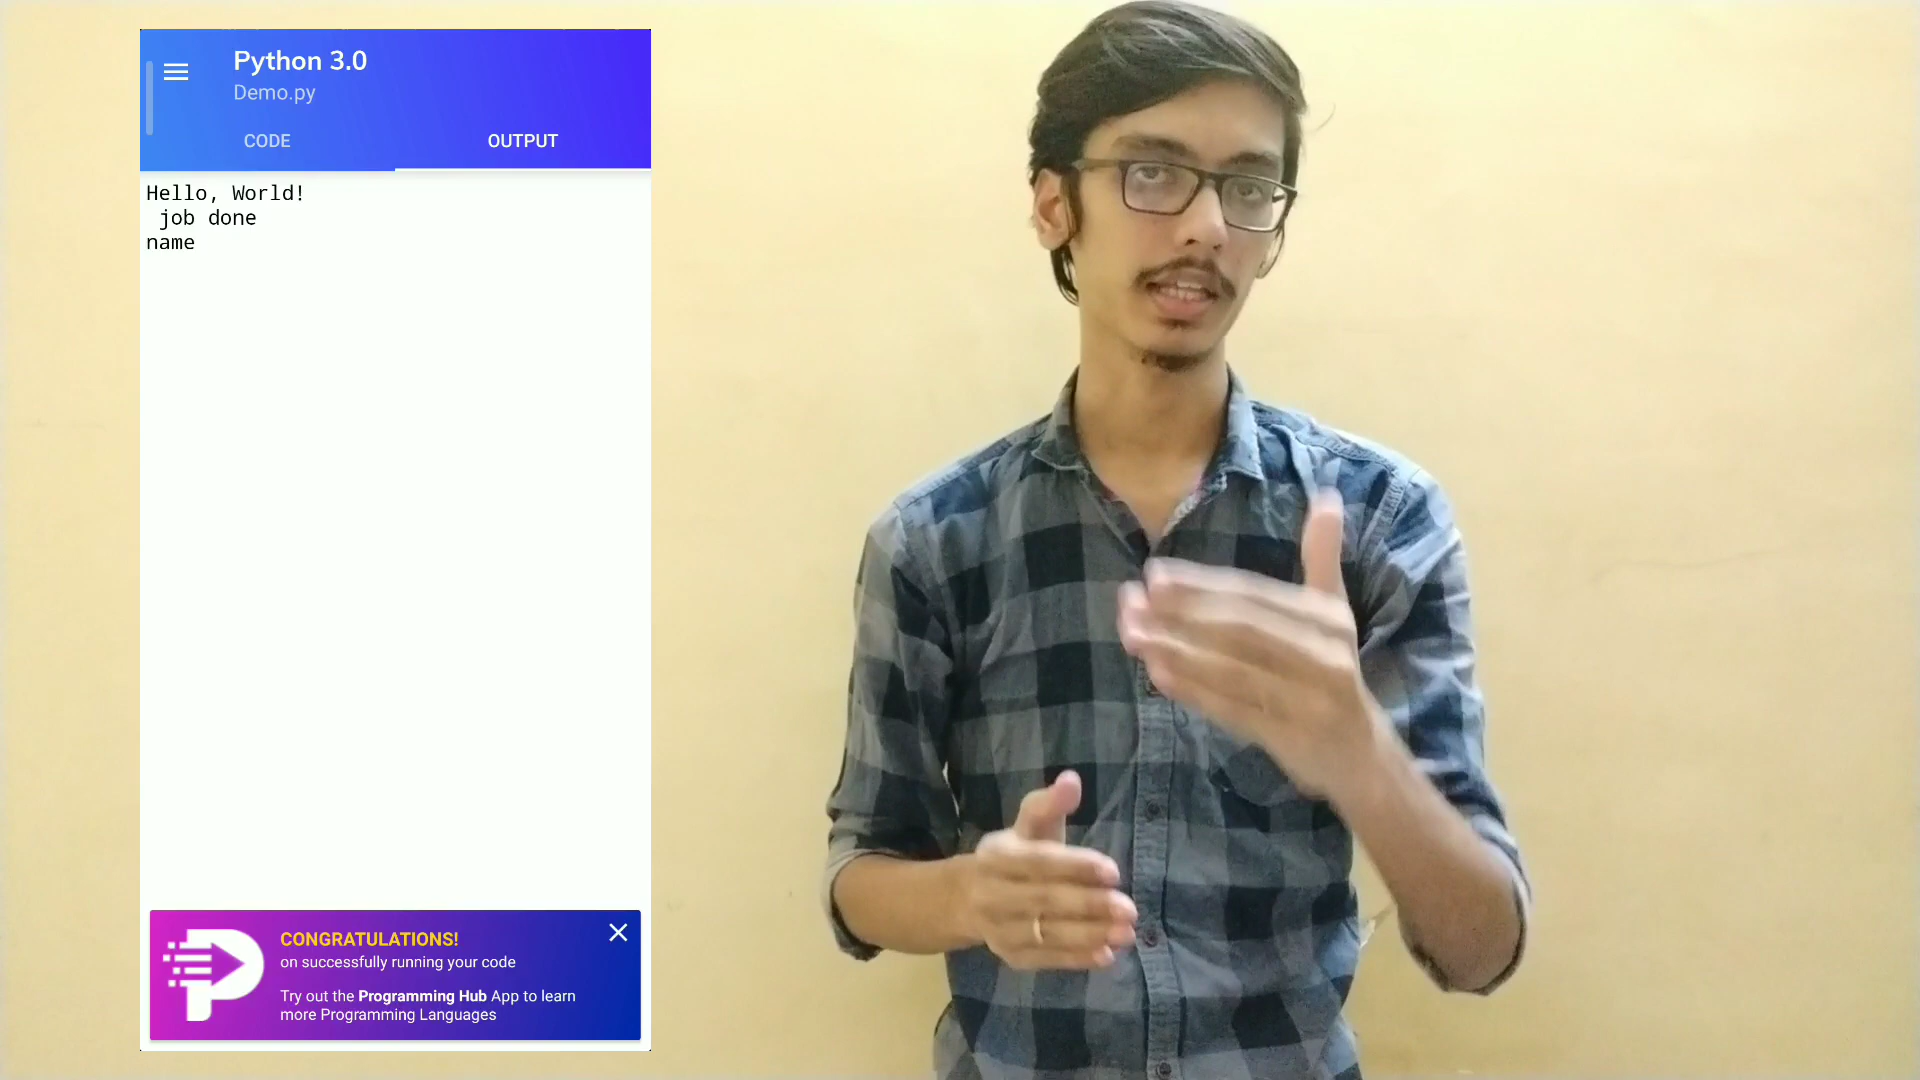 Python 3.0
Demo.py
CODE OUTPUT
Hello, World!
 job done
name
CONGRATULATIONS!
on successfully running your code
Try out the Programming Hub App to learn
more Programming Languages